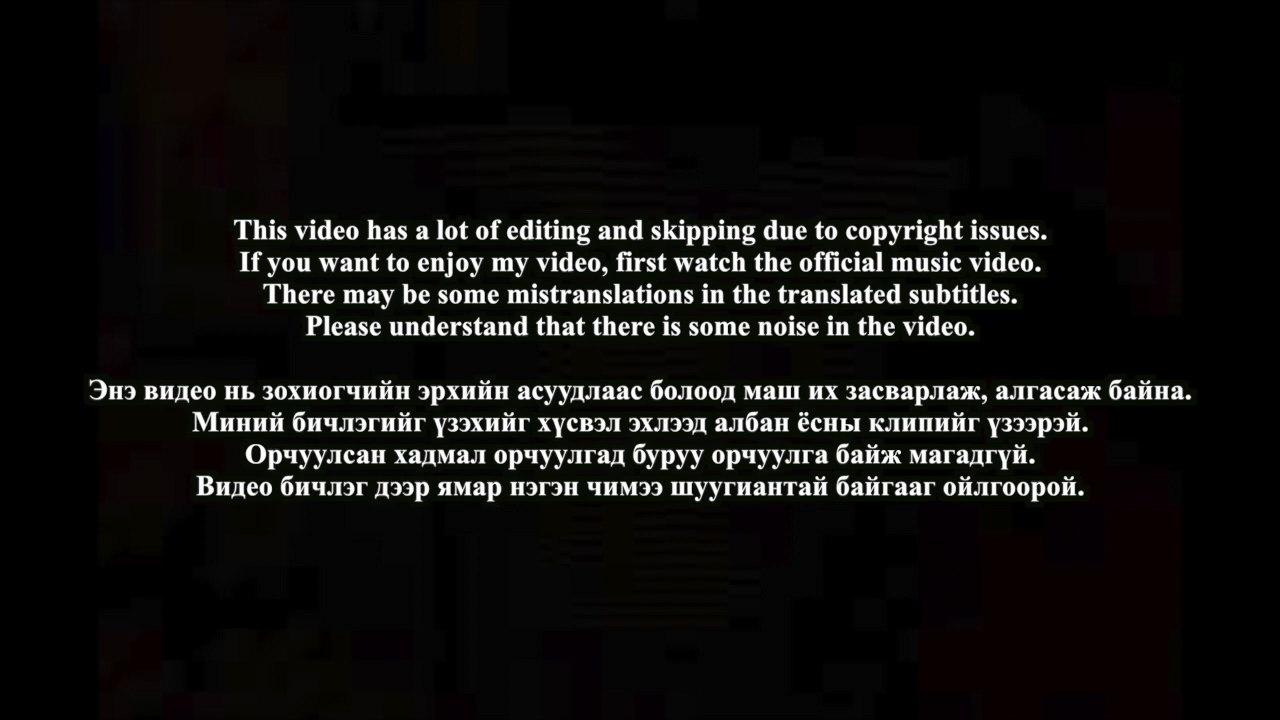 This video has a lot of editing and skipping due to copyright issues.
If you want to enjoy my video, first watch the official music video.
There may be some mistranslations in the translated subtitles.
Please understand that there is some noise in the video.
Энэ видео нь зохиогчийн эрхийн асуудлаас болоод маш их засварлаж, алгасаж байна.
Миний бичлэгийг үзэхийг хүсвэл эхлээд албан ёсны клипийг үзээрэй.
Орчуулсан хадмал орчуулгад буруу орчуулга байж магадгүй.
Видео бичлэг дээр ямар нэгэн чимээ шуугиантай байгааг ойлгоорой.